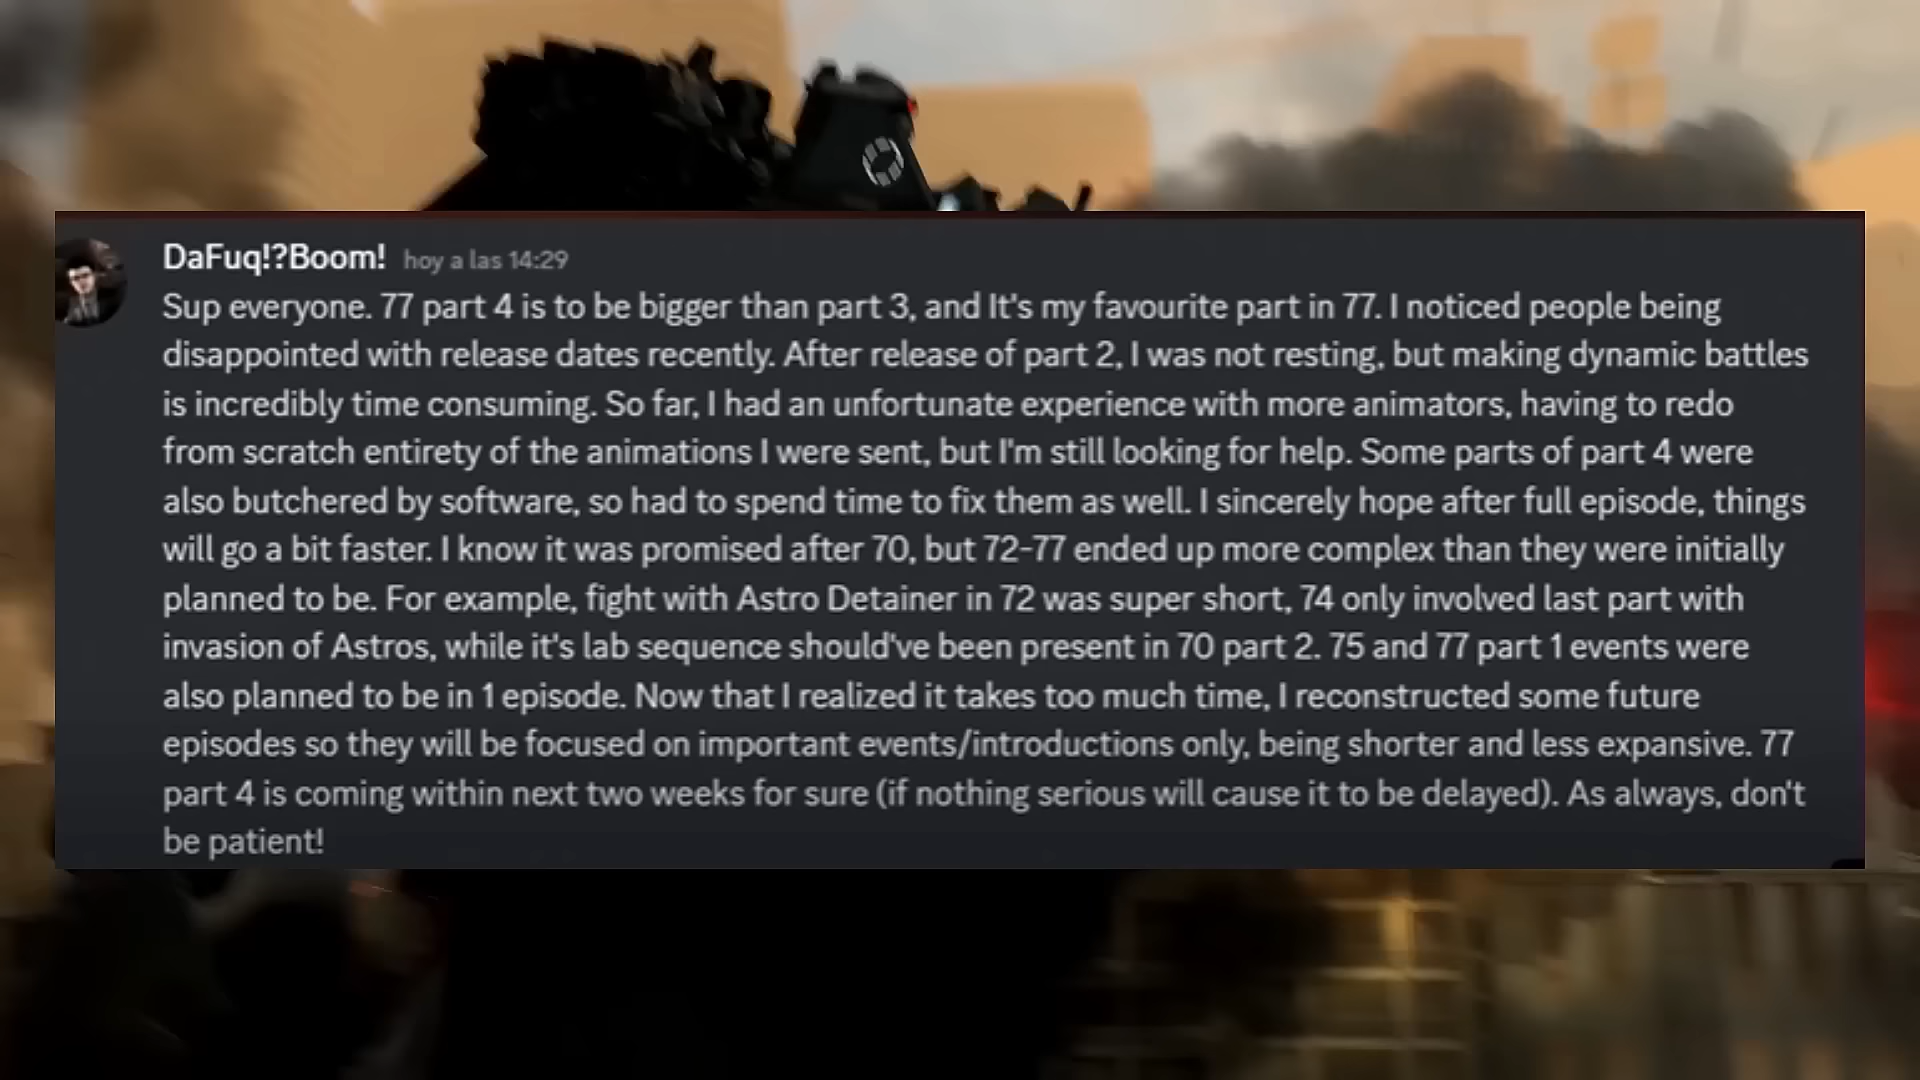 DaFuq!?Boom! hoy a las 14:29
Sup everyone. 77 part 4 is to be bigger than part 3, and It's my favourite part in 77. I noticed people being
disappointed with release dates recently. After release of part 2, I was not resting, but making dynamic battles
is incredibly time consuming. So far, I had an unfortunate experience with more animators, having to redo
from scratch entirety of the animations I were sent, but I'm still looking for help. Some parts of part 4 were
also butchered by software, so had to spend time to fix them as well. I sincerely hope after full episode, things
will go a bit faster. I know it was promised after 70, but 72-77 ended up more complex than they were initially
planned to be. For example, fight with Astro Detainer in 72 was super short, 74 only involved last part with
invasion of Astros, while it's lab sequence should've been present in 70 part 2. 75 and 77 part 1 events were
also planned to be in 1 episode. Now that I realized it takes too much time, I reconstructed some future
episodes so they will be focused on important events/introductions only, being shorter and less expansive. 77
part 4 is coming within next two weeks for sure (if nothing serious will cause it to be delayed). As always, don't
be patient!